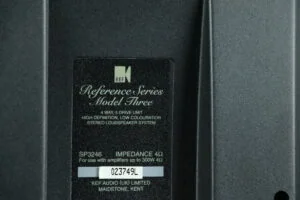 KEF
Reference Series
Model Three
4 WAY, 5 DRIVE UNIT
HIGH DEFINITION, LOW COLOURATION
STEREO LOUDSPEAKER SYSTEM
SP3246 IMPEDANCE 4Ω
For use with amplifiers up to 300W 4Ω
023749L
KEF AUDIO (UK) LIMITED
MAIDSTONE, KENT